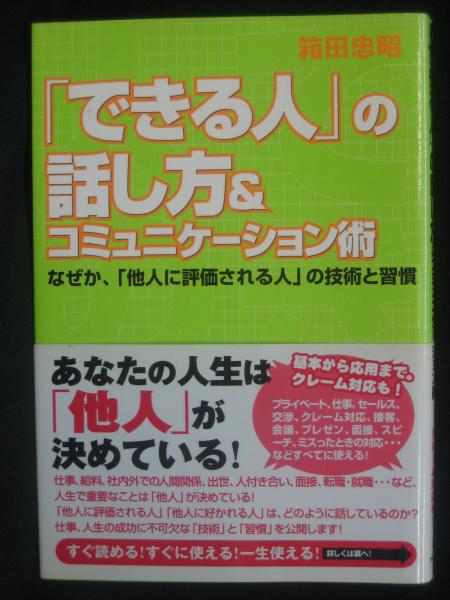 箱田忠昭
「できる人」の
話し方&
コミュニケーション術
なぜか、「他人に評価される人」の技術と習慣
あなたの人生は
「他人」が
決めている!
基本から応用まで。
クレーム対応も!
プライベート、仕事、セールス、
交渉、クレーム対応、接客、
会議、プレゼン、面接、スピ
ーチ、ミスったときの対応・・・
などすべてに使える!
仕事、給料、社内外での人間関係、出世、人付き合い、面接、転職・就職・・・など、
人生で重要なことは「他人」が決めている!
「他人に評価される人」「他人に好かれる人」は、どのように話しているのか?
仕事、人生の成功に不可欠な「技術」と「習慣」を公開します!
すぐ読める!すぐに使える!一生使える!
詳しくは裏へ!